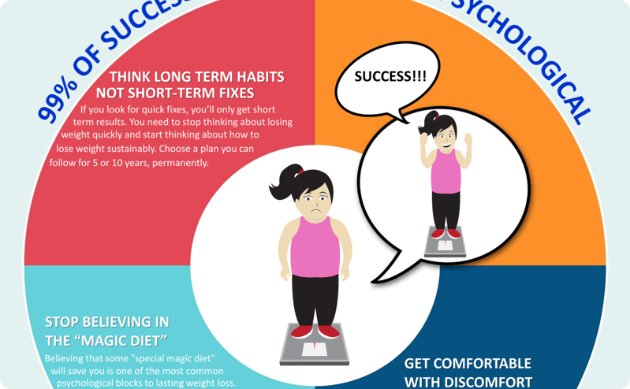 99% OF SUCCESS
PSYCHOLOGICAL
THINK LONG TERM HABITS
NOT SHORT-TERM FIXES
If you look for quick fixes, you'll only get short
term results. You need to stop thinking about losing
weight quickly and start thinking about how to
lose weight sustainably. Choose a plan you can
follow for 5 or 10 years, permanently.
SUCCESS!!!
STOP BELIEVING IN
THE "MAGIC DIET"
Believing that some "special magic diet"
will save you is one of the most common
psychological blocks to lasting weight loss.
GET COMFORTABLE
WITH DISCOMFORT